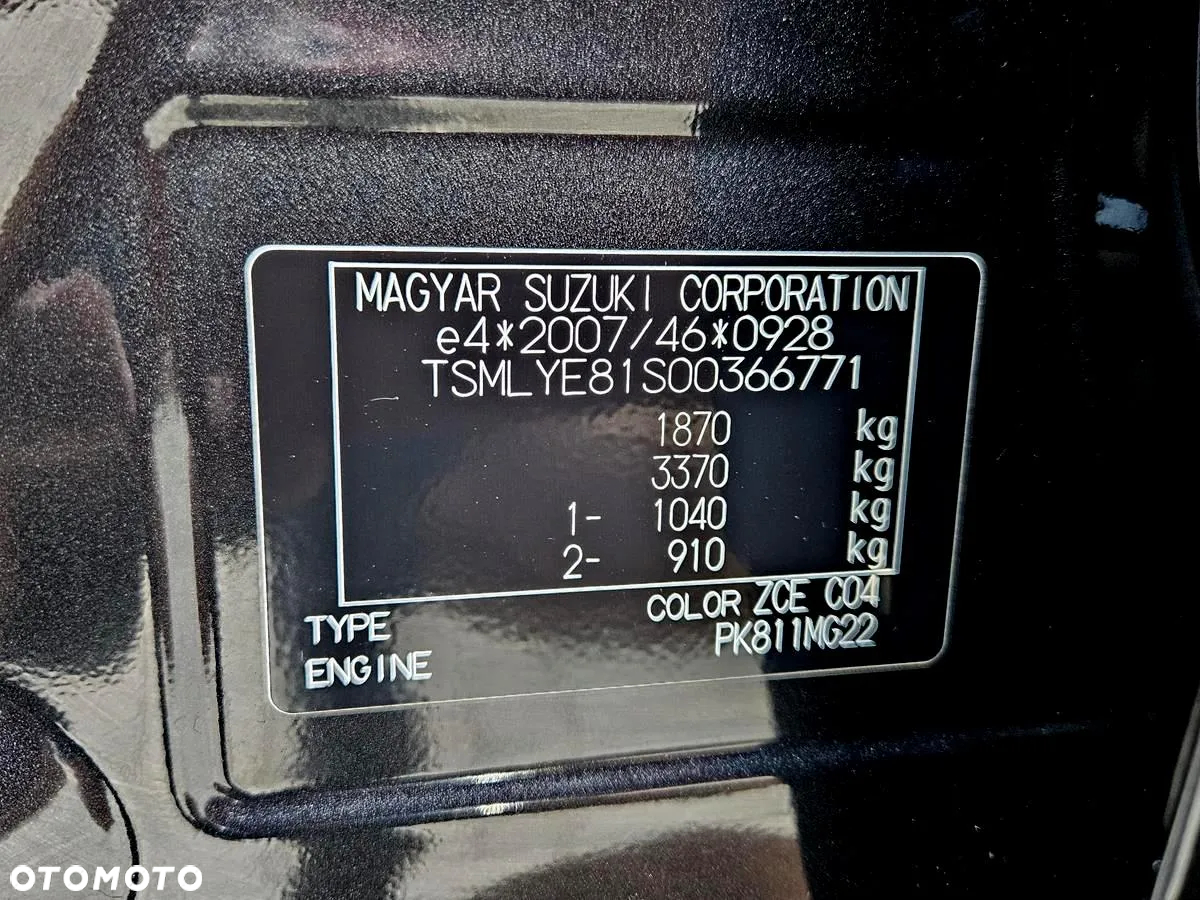 MAGYAR SUZUKI CORPORATION
e4*2007/46*0928
TSMLYE81S00366771
1870 kg
3370 kg
1- 1040 kg
2- 910 kg
COLOR ZCE C04
TYPE PK811MG22
ENGINE
OTOMOTO